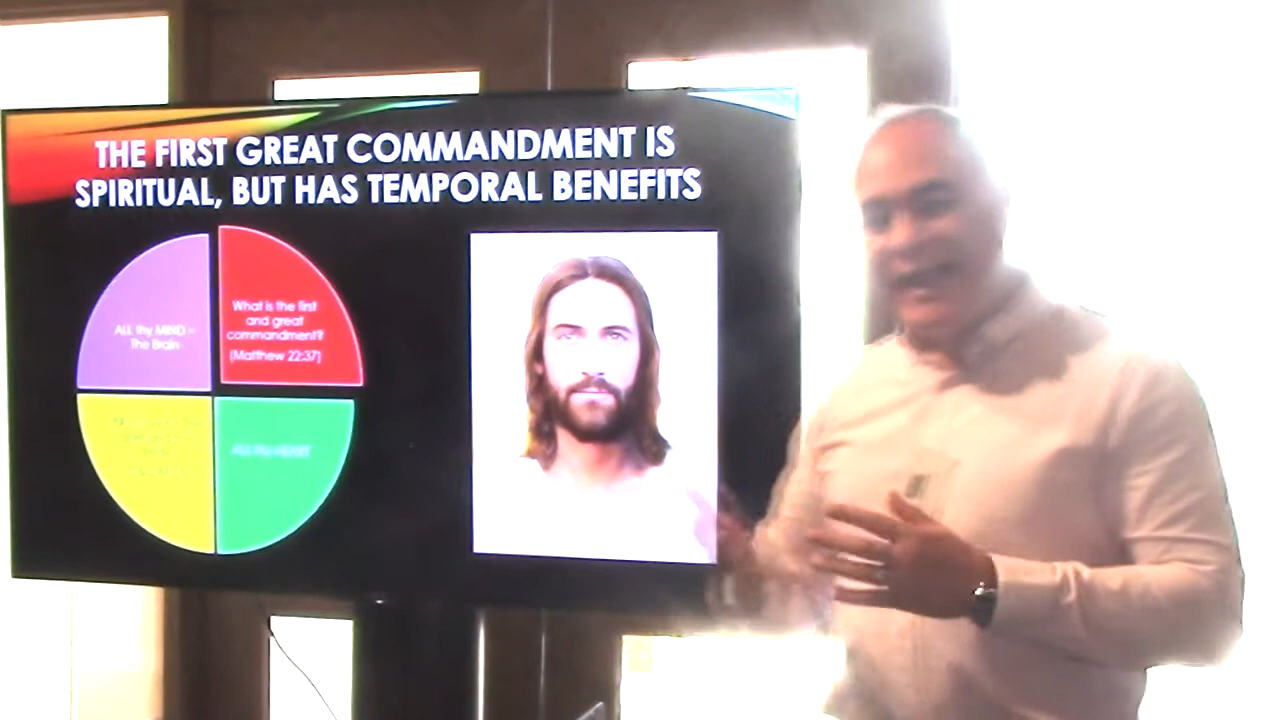 THE FIRST GREAT COMMANDMENT IS
SPIRITUAL, BUT HAS TEMPORAL BENEFITS
What is the first
and great
commandment?
(Matthew 22:37)
ALL thy MIND =
The Brain
ALL thy HEART